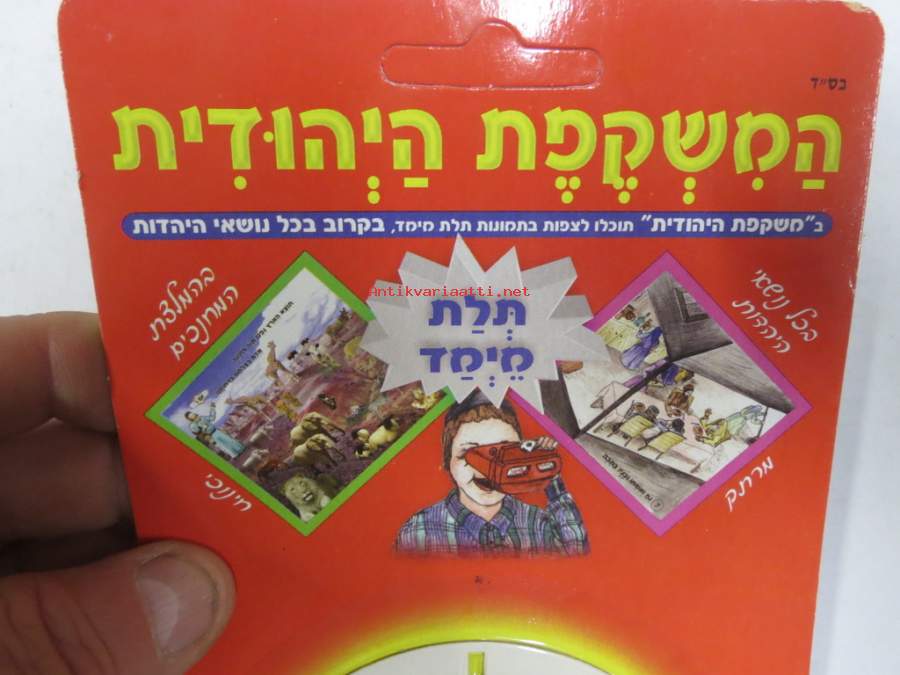 בס״ד
הַמִשְקֶפֶת הַיְהוּדִית
ב"משקפת היהודית" תוכלו לצפות בתמונות תלת מימד, בקרוב בכל נושאי היהדות
בהמלצת
המחנכים
תְּלַת
מֵימַד
בכל נושאי
היהדות
חינוכי
מרתק
Antikvariaatti.net